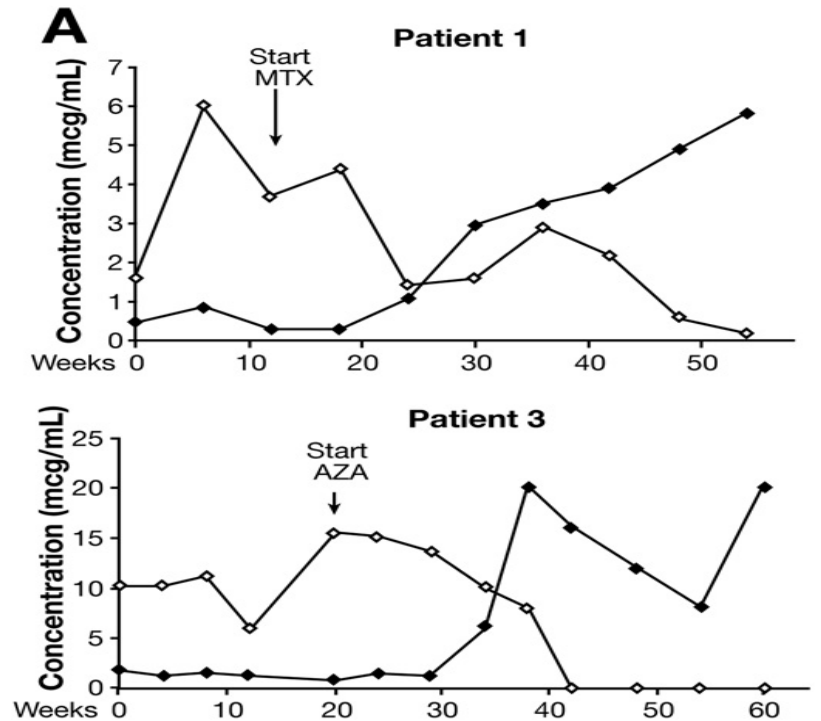 A
Patient 1
Start
MTX
Concentration (mcg/mL)
7
6
5
4
3
2
1
0
Weeks 0 10 20 30 40 50
Patient 3
Start
AZA
Concentration (mcg/mL)
25
20
15
10
5
0
Weeks 0 10 20 30 40 50 60